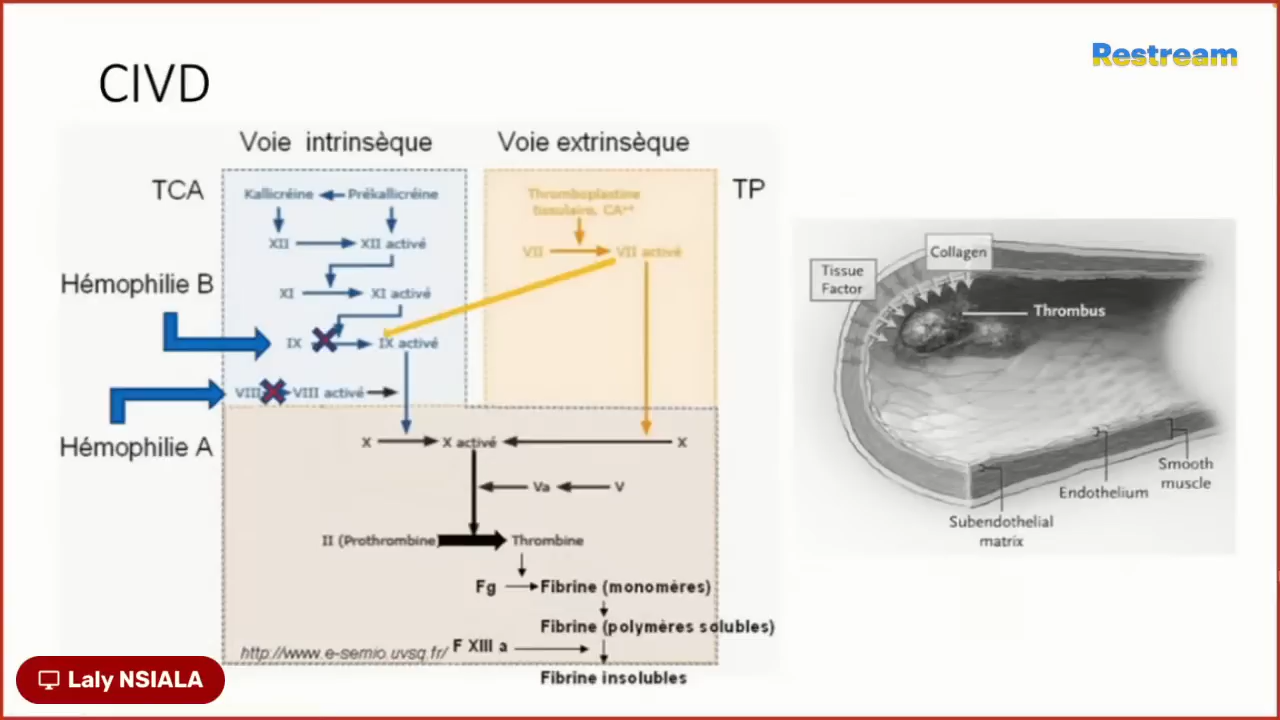 CIVD
Restream
Voie intrinsèque
Voie extrinsèque
TCA
TP
Kallicréine
Prékallicréine
Thromboplastine
tissulaire, CA++
XII
XII activé
VII
VII activé
Hémophilie B
XI
XI activé
IX
IX activé
VIII
VIII activé
Hémophilie A
X
X activé
X
Va
V
II (Prothrombine)
Thrombine
Fg
Fibrine (monomères)
Fibrine (polymères solubles)
http://www.e-semio.uvsq.fr/
F XIII a
Fibrine insolubles
Collagen
Tissue
Factor
Thrombus
Smooth
muscle
Endothelium
Subendothelial
matrix
Laly NSIALA